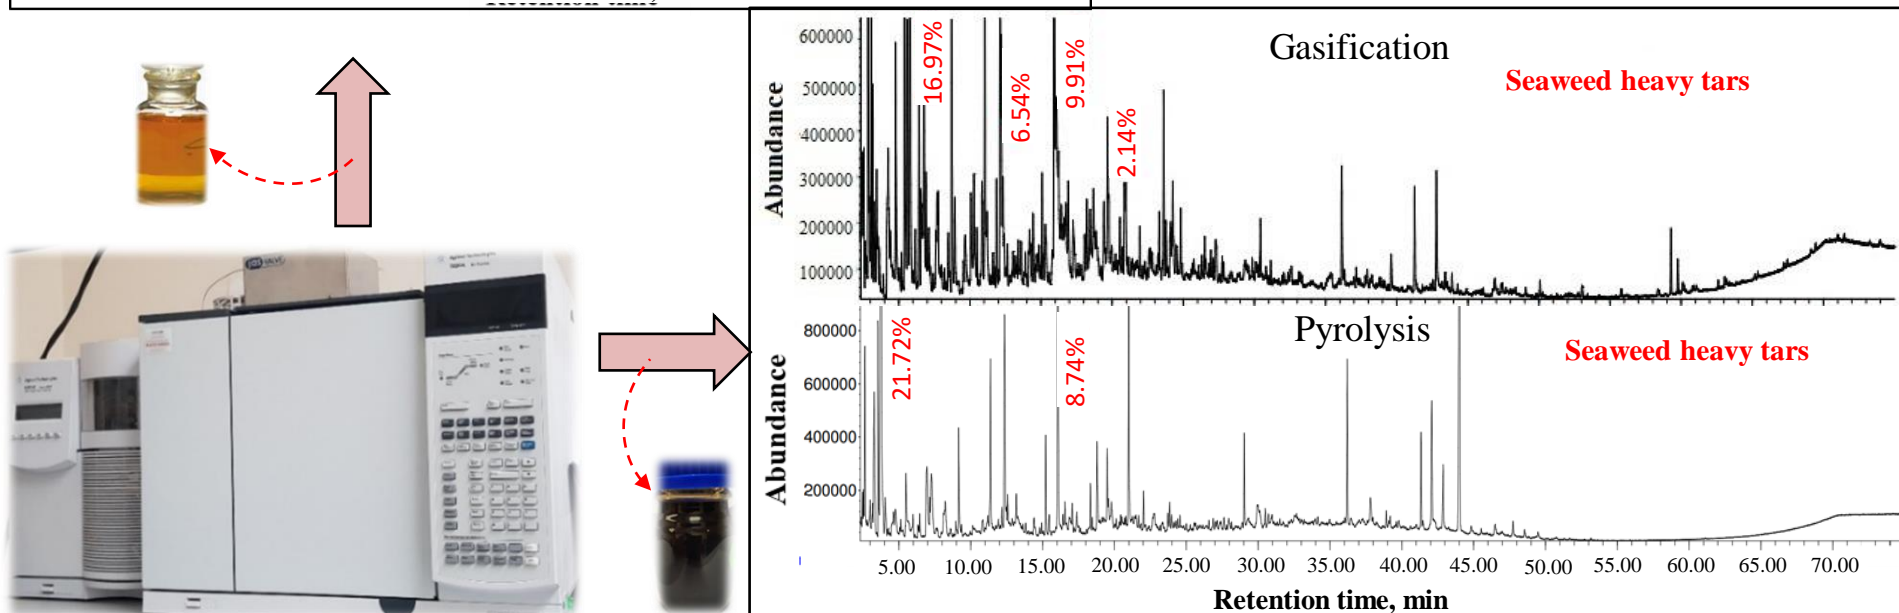 Retention time
Gasification
Seaweed heavy tars
Abundance
600000
500000
400000
300000
200000
100000
16.97%
6.54%
9.91%
2.14%
Pyrolysis
Seaweed heavy tars
Abundance
800000
600000
400000
200000
21.72%
8.74%
5.00 10.00 15.00 20.00 25.00 30.00 35.00 40.00 45.00 50.00 55.00 60.00 65.00 70.00
Retention time, min